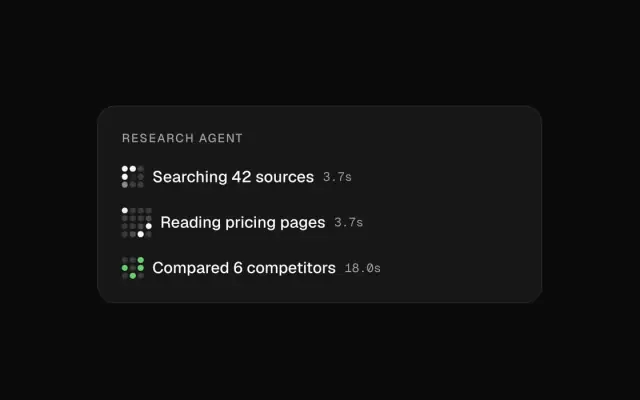 RESEARCH AGENT
Searching 42 sources 3.7s
Reading pricing pages 3.7s
Compared 6 competitors 18.0s